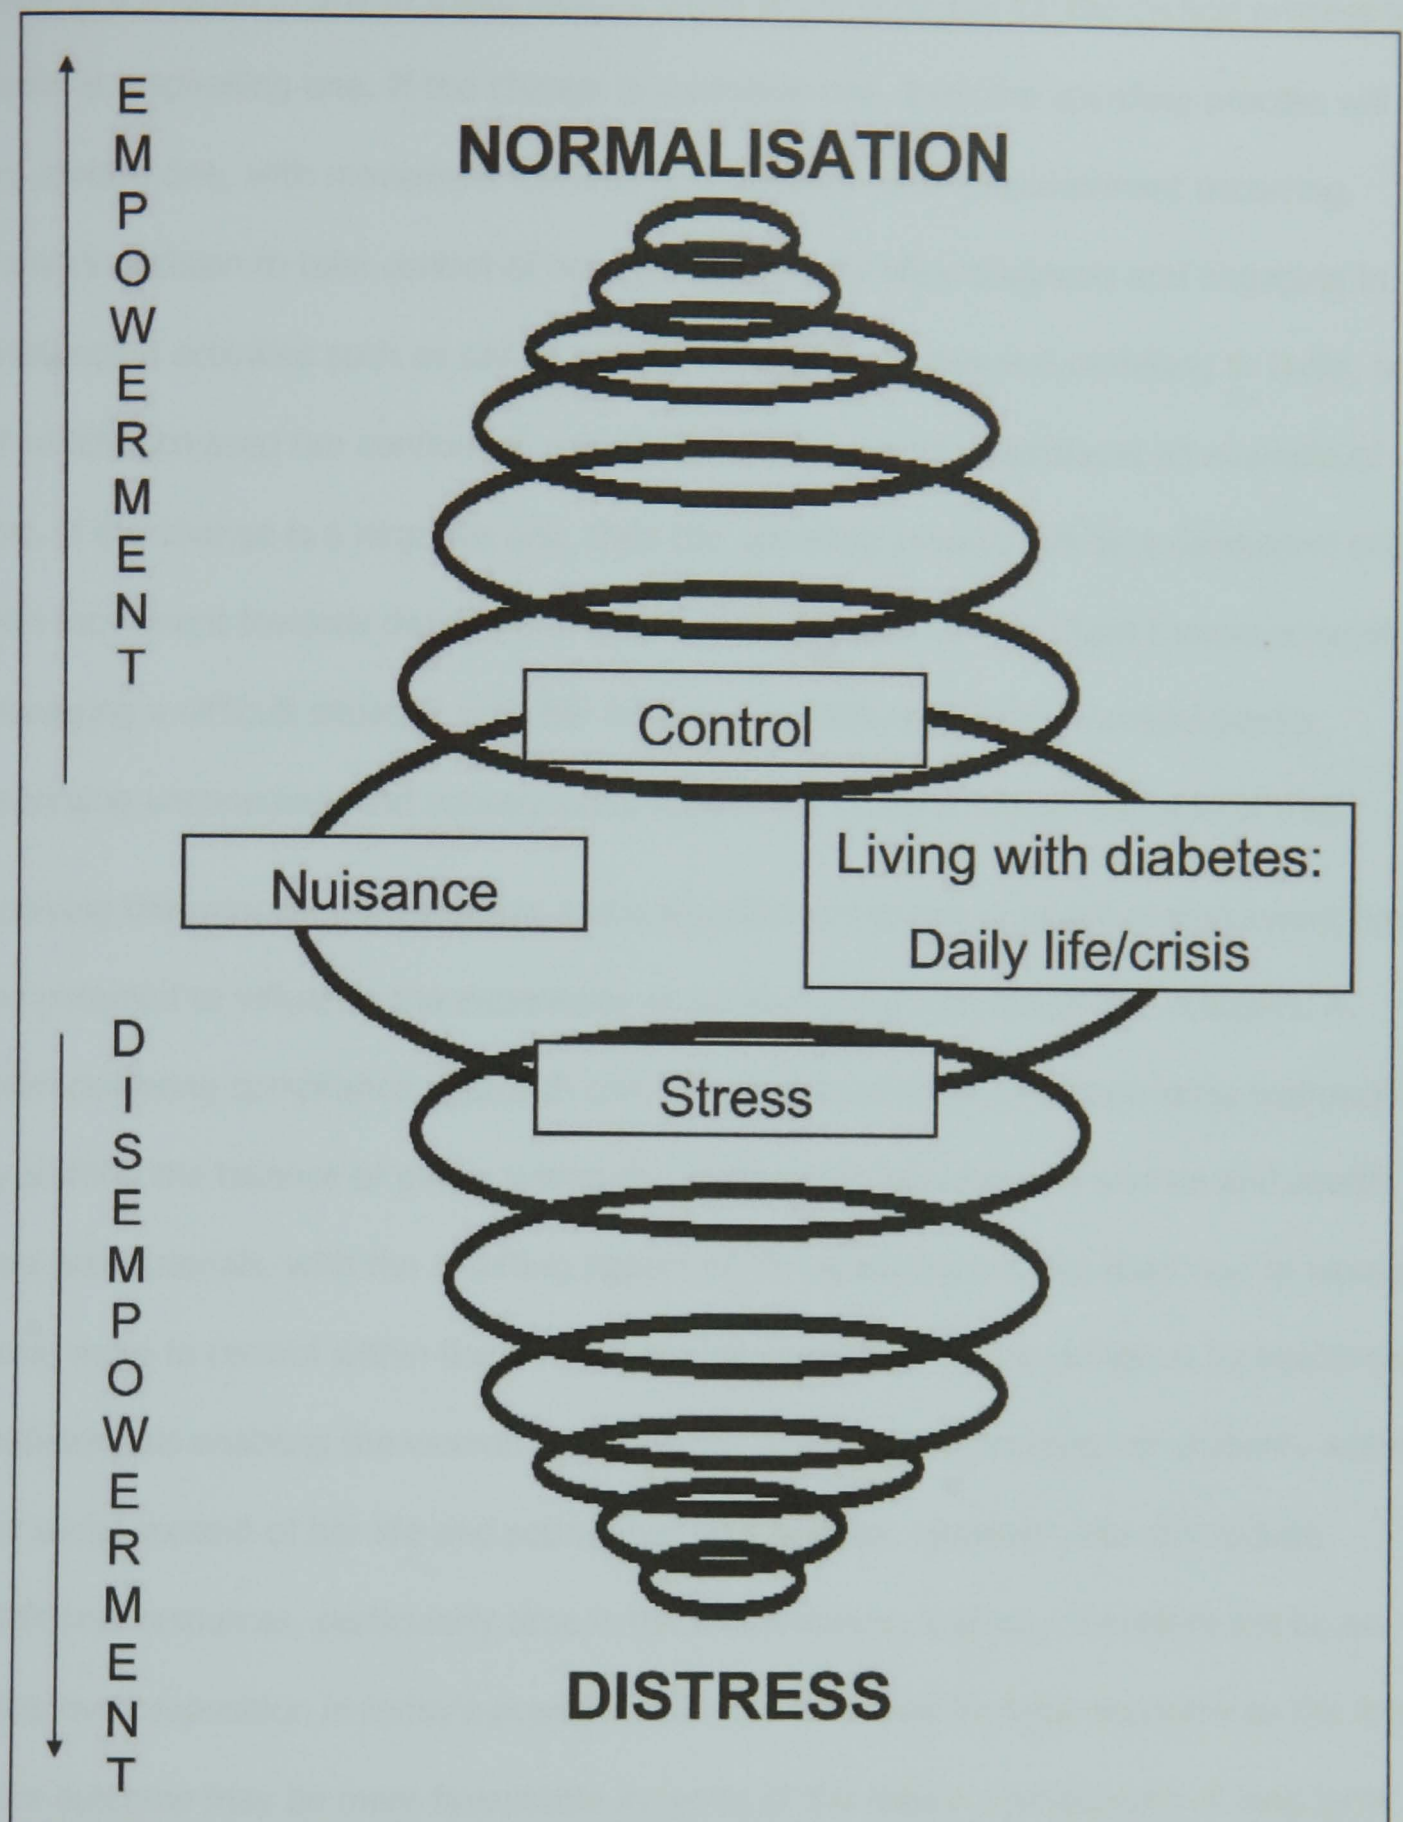 EMPOWERMENT
NORMALISATION
Control
Nuisance
Living with diabetes:
Daily life/crisis
Stress
DISEMPOWERMENT
DISTRESS